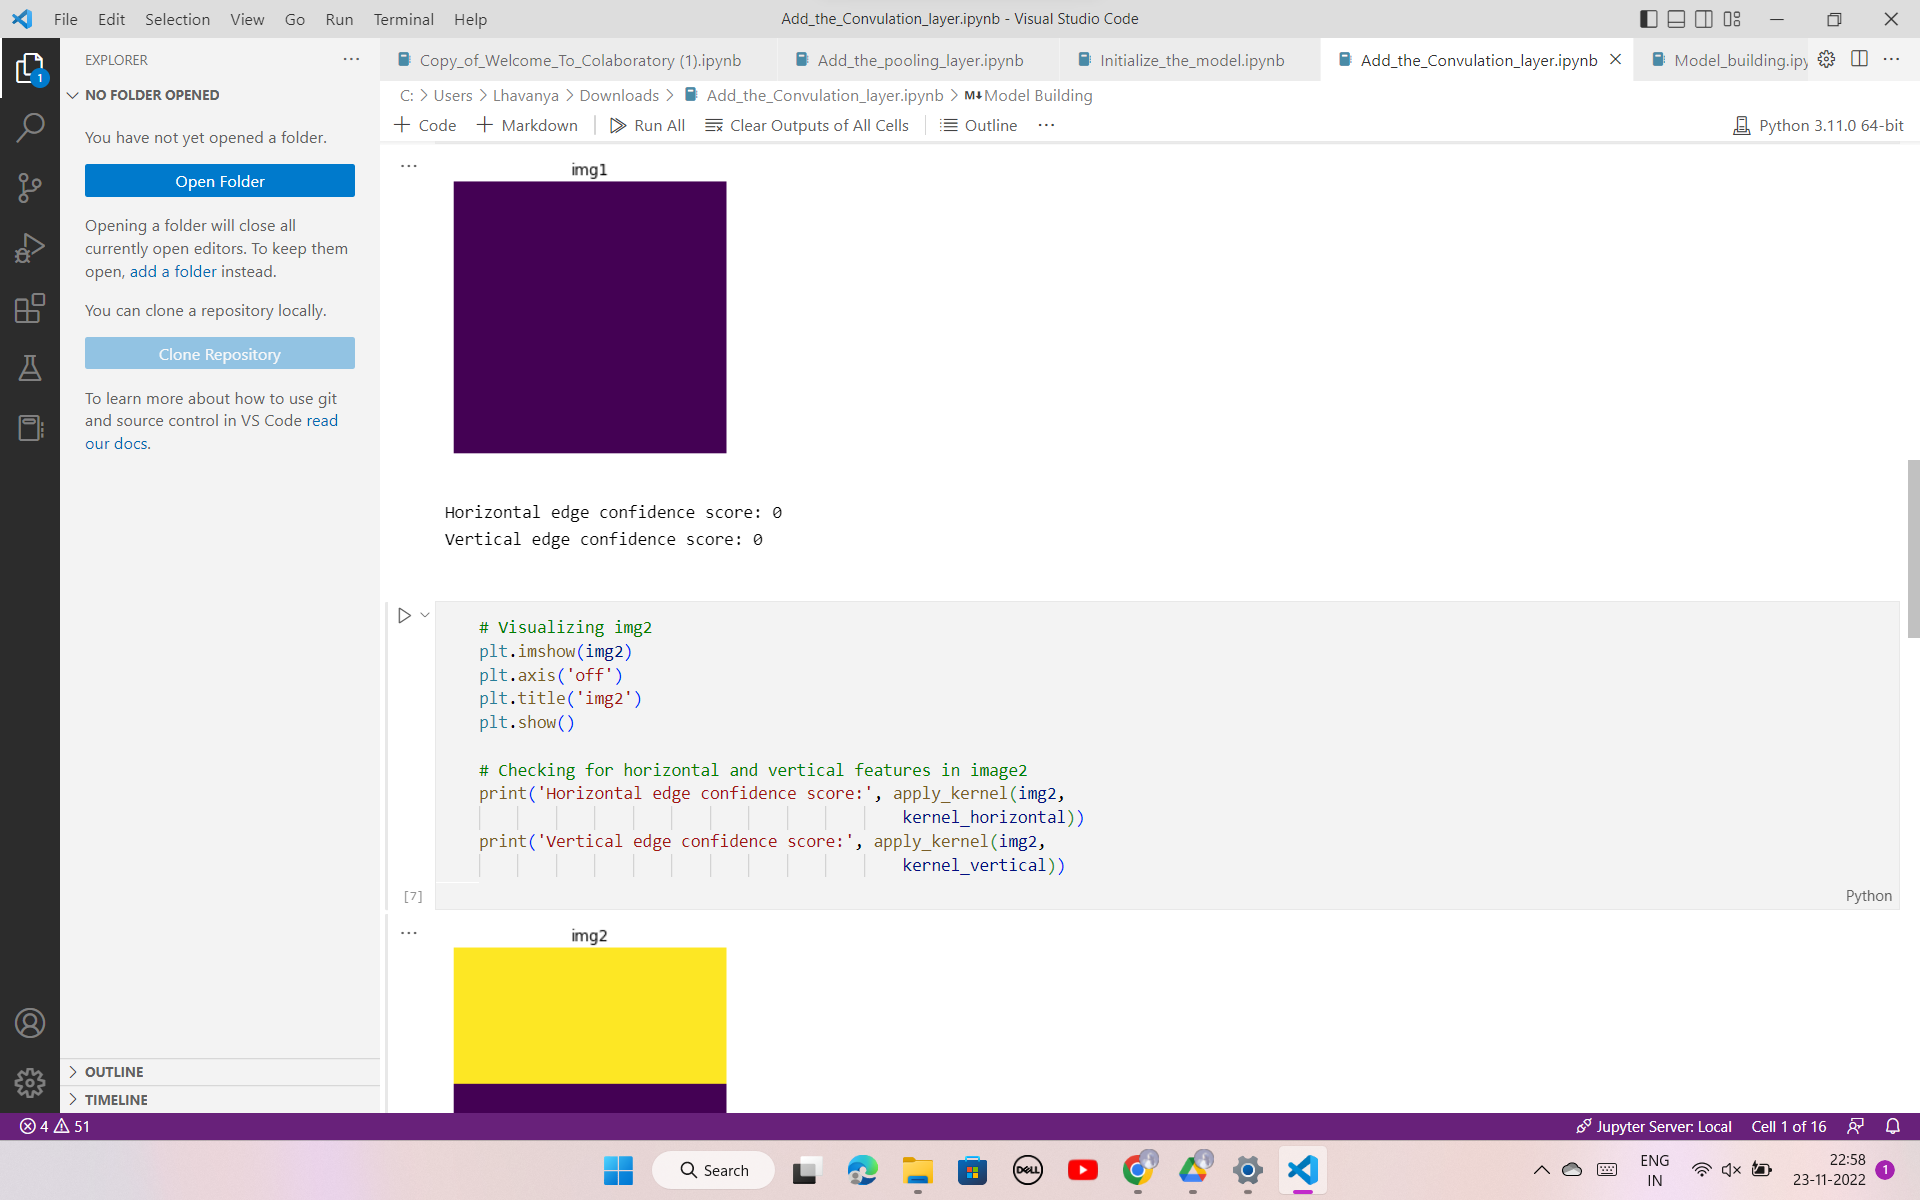 File Edit Selection View Go Run Terminal Help
Add_the_Convulation_layer.ipynb - Visual Studio Code
EXPLORER
Copy_of_Welcome_To_Colaboratory (1).ipynb
Add_the_pooling_layer.ipynb
Initialize_the_model.ipynb
Add_the_Convulation_layer.ipynb
Model_building.ipy
1
NO FOLDER OPENED
C: > Users > Lhavanya > Downloads > Add_the_Convulation_layer.ipynb > M↓Model Building
+ Code + Markdown Run All Clear Outputs of All Cells Outline ···
Python 3.11.0 64-bit
You have not yet opened a folder.
Open Folder
Opening a folder will close all
currently open editors. To keep them
open, add a folder instead.
You can clone a repository locally.
Clone Repository
To learn more about how to use git
and source control in VS Code read
our docs.
OUTLINE
TIMELINE
img1
Horizontal edge confidence score: 0
Vertical edge confidence score: 0
# Visualizing img2
plt.imshow(img2)
plt.axis('off')
plt.title('img2')
plt.show()
# Checking for horizontal and vertical features in image2
print('Horizontal edge confidence score:', apply_kernel(img2,
kernel_horizontal))
print('Vertical edge confidence score:', apply_kernel(img2,
kernel_vertical))
[7]
Python
img2
4 51
Jupyter Server: Local
Cell 1 of 16
Search
DELL
ENG
IN
22:58
23-11-2022
1